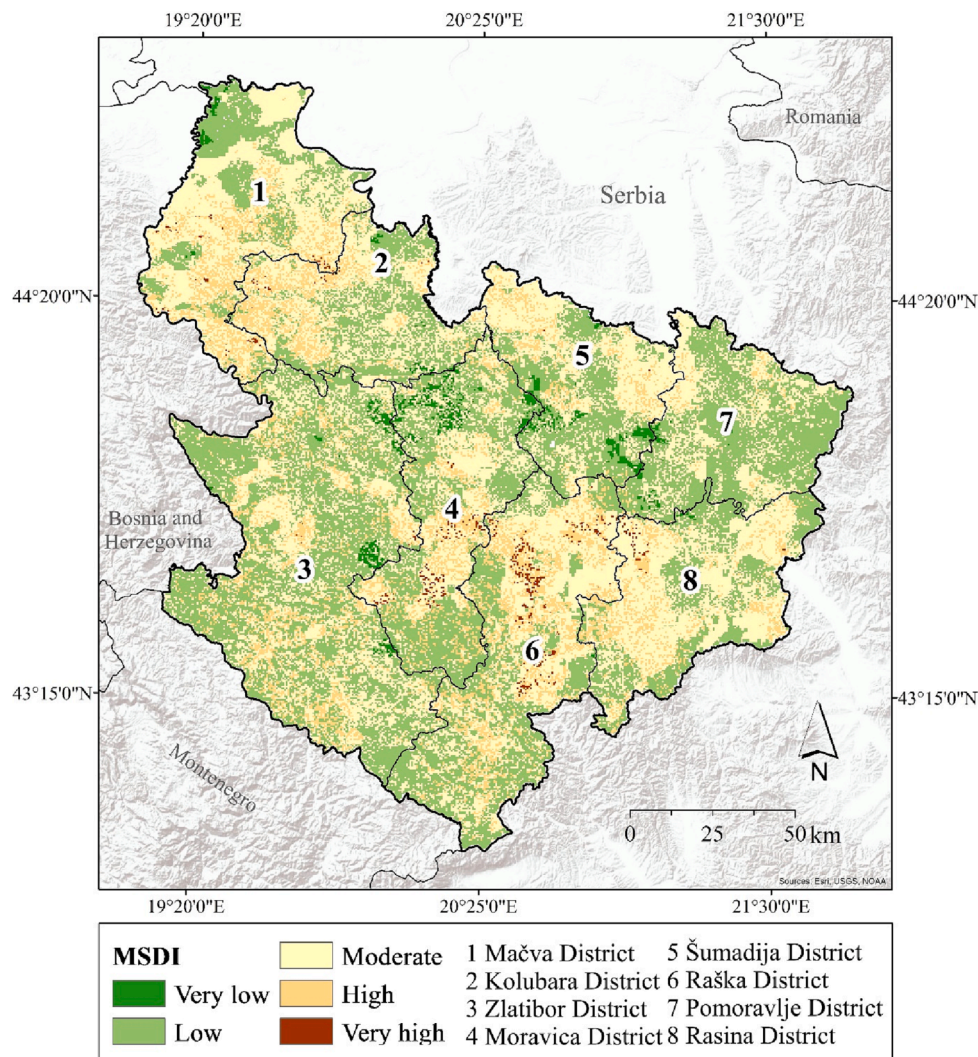 19°20'0"E 20°25'0"E 21°30'0"E
Romania
Serbia
1
2
44°20'0"N 44°20'0"N
5
7
4
Bosnia and
Herzegovina
3
8
6
43°15'0"N 43°15'0"N
Montenegro
N
0 25 50 km
Sources: Esri, USGS, NOAA
19°20'0"E 20°25'0"E 21°30'0"E
MSDI
Very low
Low
Moderate
High
Very high
1 Mačva District
2 Kolubara District
3 Zlatibor District
4 Moravica District
5 Šumadija District
6 Raška District
7 Pomoravlje District
8 Rasina District